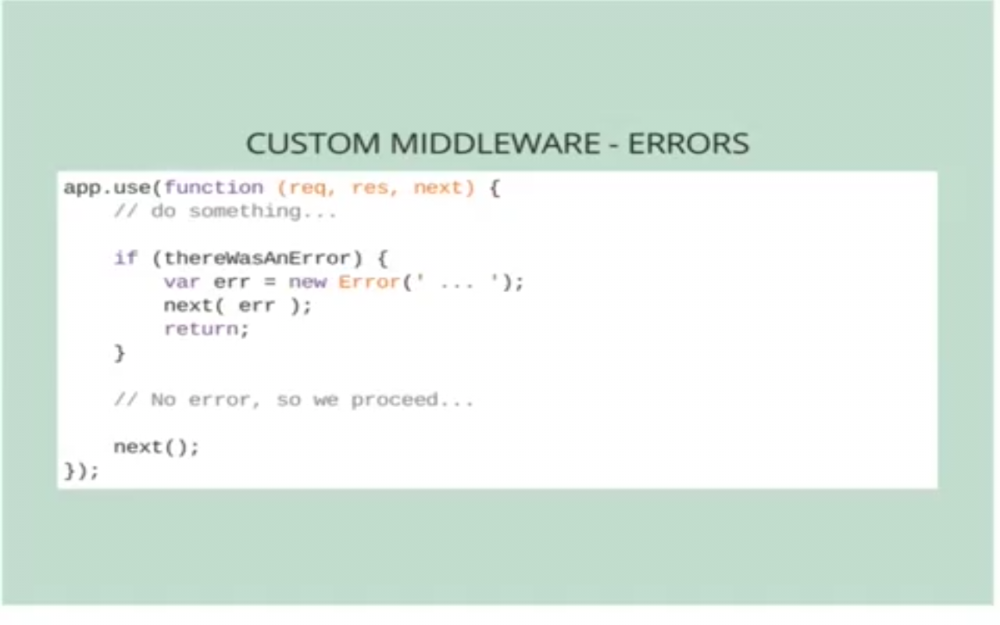 CUSTOM MIDDLEWARE - ERRORS
app.use(function (req, res, next) {
    // do something...
    if (thereWasAnError) {
        var err = new Error(' ... ');
        next( err );
        return;
    }
    // No error, so we proceed...
    next();
});